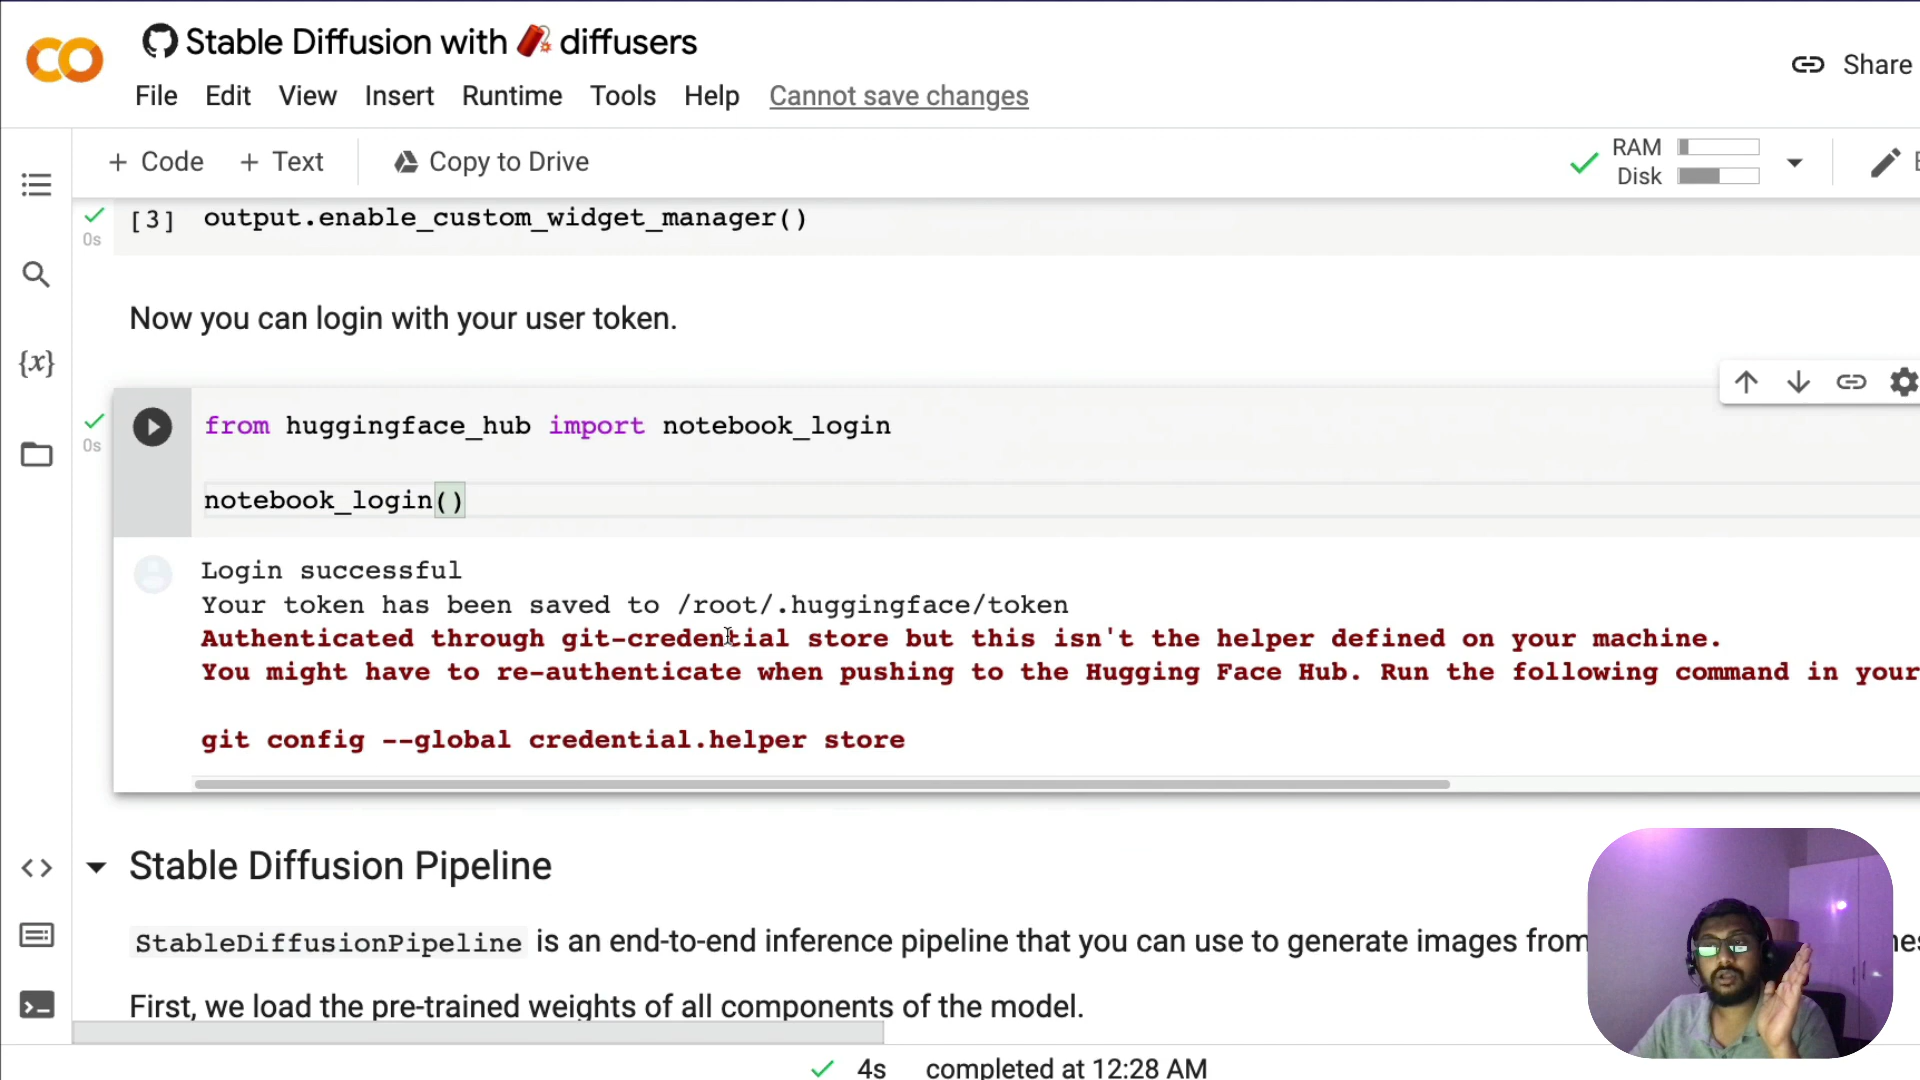 Stable Diffusion with 🧨 diffusers
Share
File Edit View Insert Runtime Tools Help Cannot save changes
+ Code + Text Copy to Drive
RAM
Disk
[3] output.enable_custom_widget_manager()
0s
Now you can login with your user token.
{x}
from huggingface_hub import notebook_login
0s
notebook_login()
Login successful
Your token has been saved to /root/.huggingface/token
Authenticated through git-credential store but this isn't the helper defined on your machine.
You might have to re-authenticate when pushing to the Hugging Face Hub. Run the following command in your
git config --global credential.helper store
Stable Diffusion Pipeline
StableDiffusionPipeline is an end-to-end inference pipeline that you can use to generate images from
First, we load the pre-trained weights of all components of the model.
4s completed at 12:28 AM